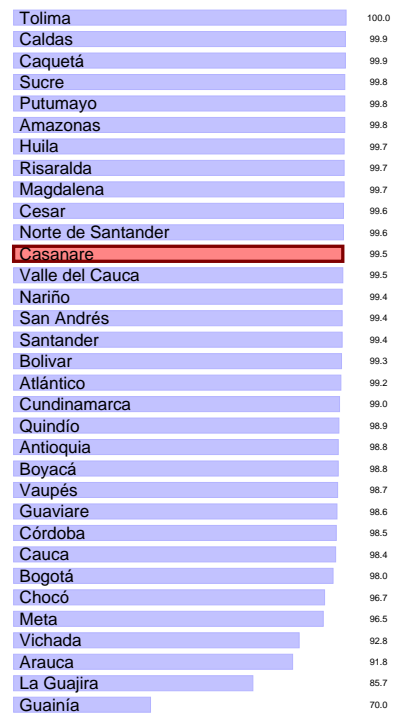 Tolima 100.0
Caldas 99.9
Caquetá 99.9
Sucre 99.8
Putumayo 99.8
Amazonas 99.8
Huila 99.7
Risaralda 99.7
Magdalena 99.7
Cesar 99.6
Norte de Santander 99.6
Casanare 99.5
Valle del Cauca 99.5
Nariño 99.4
San Andrés 99.4
Santander 99.4
Bolivar 99.3
Atlántico 99.2
Cundinamarca 99.0
Quindío 98.9
Antioquia 98.8
Boyacá 98.8
Vaupés 98.7
Guaviare 98.6
Córdoba 98.5
Cauca 98.4
Bogotá 98.0
Chocó 96.7
Meta 96.5
Vichada 92.8
Arauca 91.8
La Guajira 85.7
Guainía 70.0